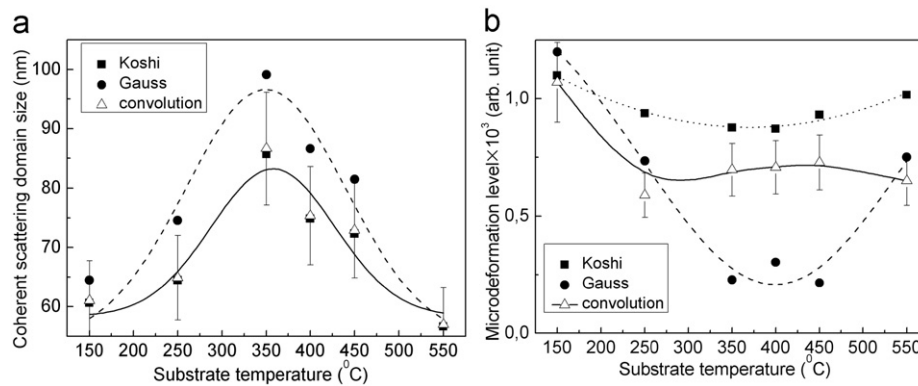 a
Coherent scattering domain size (nm)
100
90
80
70
60
Koshi
Gauss
convolution
150 200 250 300 350 400 450 500 550
Substrate temperature (⁰C)
b
Microdeformation level×10³ (arb. unit)
1,0
0,5
0,0
Koshi
Gauss
convolution
150 200 250 300 350 400 450 500 550
Substrate temperature (⁰C)